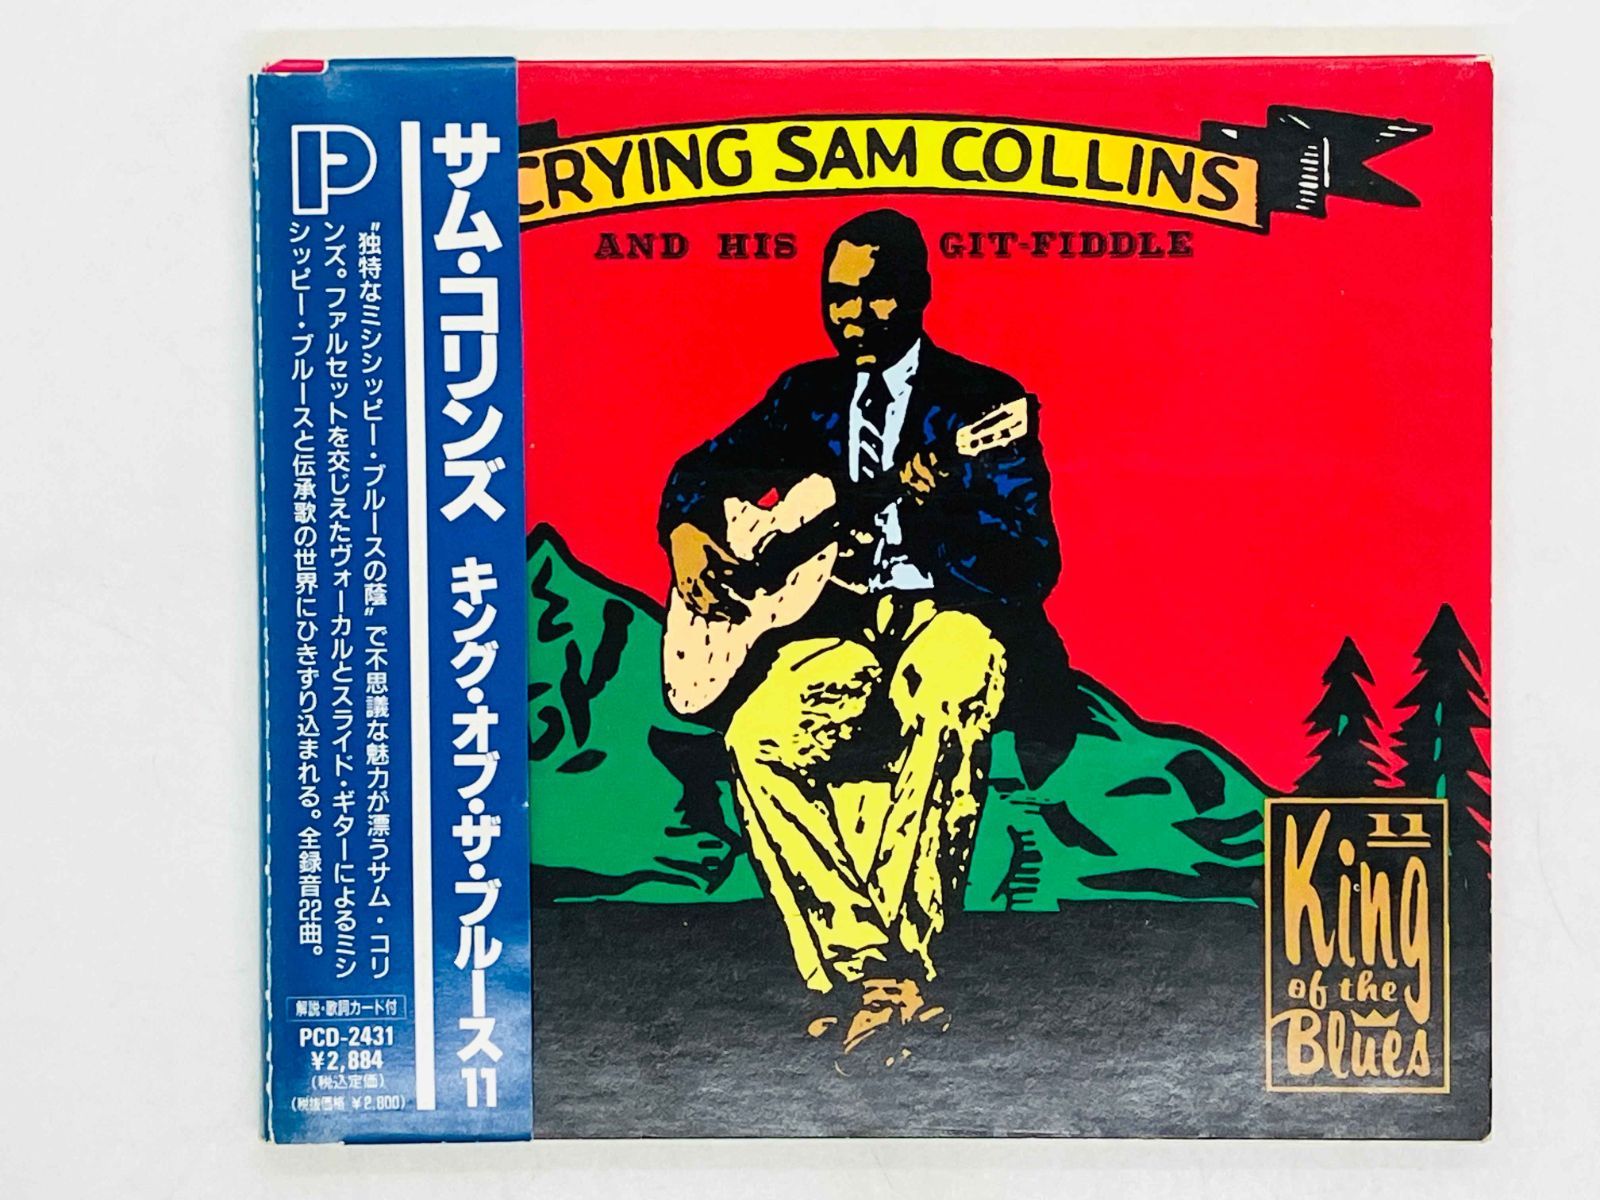 サム・コリンズ キング・オブ・ザ・ブルース11
"独特なミシシッピー・ブルースの蔭"で不思議な魅力が漂うサム・コリ
ンズ。ファルセットを交じえたヴォーカルとスライド・ギターによるミシ
シッピー・ブルースと伝承歌の世界にひきずり込まれる。全録音22曲。
解説・歌詞カード付
PCD-2431
¥2,884
(税込定価)
(税抜価格 ¥2,800)
CRYING SAM COLLINS
AND HIS GIT-FIDDLE
11
King
of the
Blues